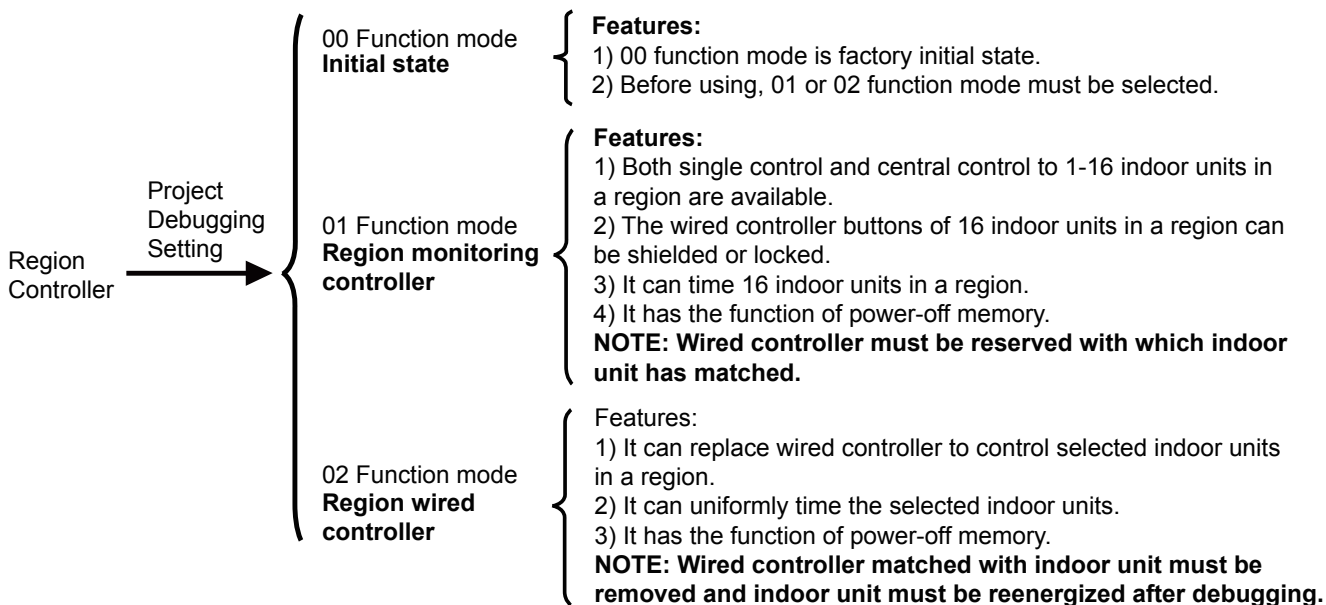 Region
Controller
Project
Debugging
Setting
00 Function mode
Initial state
Features:
1) 00 function mode is factory initial state.
2) Before using, 01 or 02 function mode must be selected.
01 Function mode
Region monitoring
controller
Features:
1) Both single control and central control to 1-16 indoor units in
a region are available.
2) The wired controller buttons of 16 indoor units in a region can
be shielded or locked.
3) It can time 16 indoor units in a region.
4) It has the function of power-off memory.
NOTE: Wired controller must be reserved with which indoor
unit has matched.
02 Function mode
Region wired
controller
Features:
1) It can replace wired controller to control selected indoor units
in a region.
2) It can uniformly time the selected indoor units.
3) It has the function of power-off memory.
NOTE: Wired controller matched with indoor unit must be
removed and indoor unit must be reenergized after debugging.